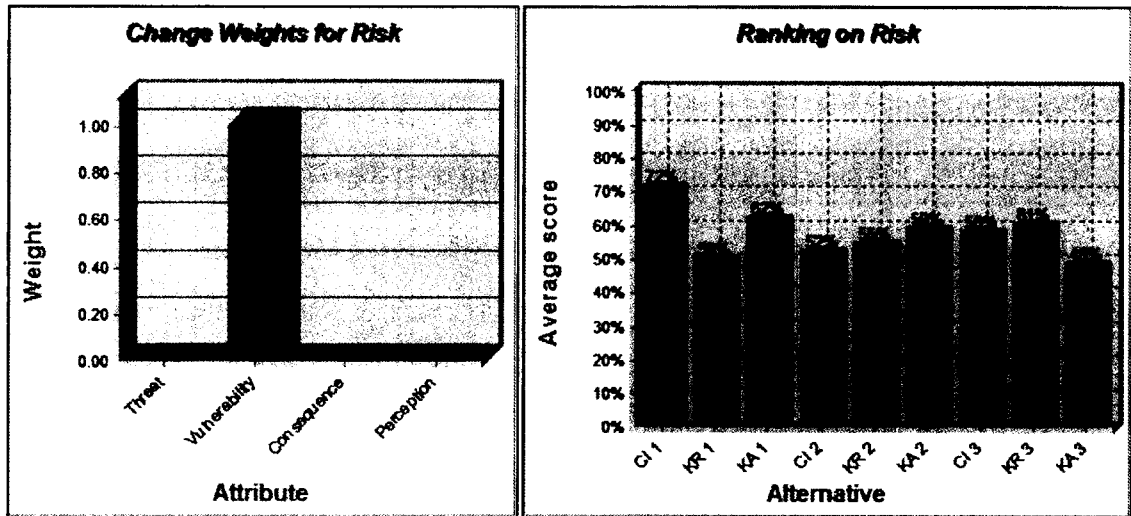 Change Weights for Risk
Weight
1.00
0.80
0.60
0.40
0.20
0.00
Threat
Vulnerability
Consequence
Perception
Attribute
Ranking on Risk
Average score
100%
90%
80%
70%
60%
50%
40%
30%
20%
10%
0%
72%
61%
CI 1
KR 1
KA 1
CI 2
KR 2
KA 2
CI 3
KR 3
KA 3
Alternative